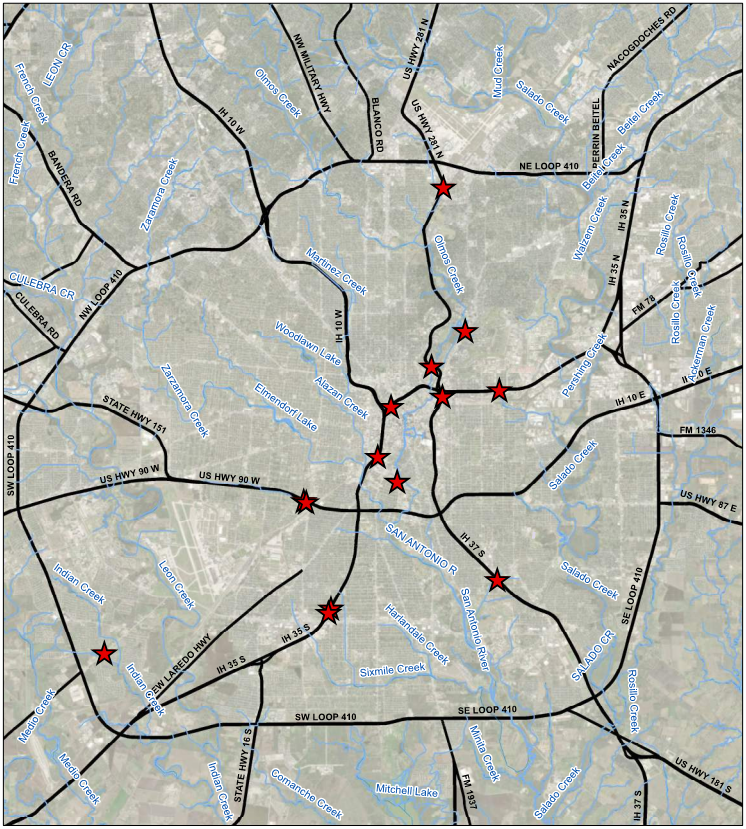 NACOGDOCHES RD
US HWY 281 N
NW MILITARY HWY
LEON CR
Mud Creek
French Creek
Olmos Creek
Salado Creek
BLANCO RD
IH 10 W
US HWY 281 N
PERRIN BEITEL
Beitel Creek
French Creek
BANDERA RD
NE LOOP 410
Beitel Creek
Zaramora Creek
Walzem Creek
IH 35 N
Rosillo Creek
Olmos Creek
Rosillo Creek
Martinez Creek
IH 35 N
CULEBRA CR
NW LOOP 410
FM 78
Rosillo Creek
CULEBRA RD
IH 10 W
Woodlawn Lake
Ackerman Creek
Pershing Creek
Zarzamora Creek
Alazan Creek
Elmendorf Lake
IH 10 E
STATE HWY 151
FM 1346
SW LOOP 410
US HWY 90 W
US HWY 90 W
Salado Creek
US HWY 87 E
SAN ANTONIO R
IH 37 S
Indian Creek
Leon Creek
Salado Creek
SE LOOP 410
San Antonio River
Harlandale Creek
IH 35 S
NEW LAREDO HWY
IH 35 S
Sixmile Creek
SALADO CR
Indian Creek
Rosillo Creek
Medio Creek
SW LOOP 410
SE LOOP 410
Minita Creek
STATE HWY 16 S
Medio Creek
Indian Creek
Comanche Creek
Mitchell Lake
FM 1937
Salado Creek
US HWY 181 S
IH 37 S